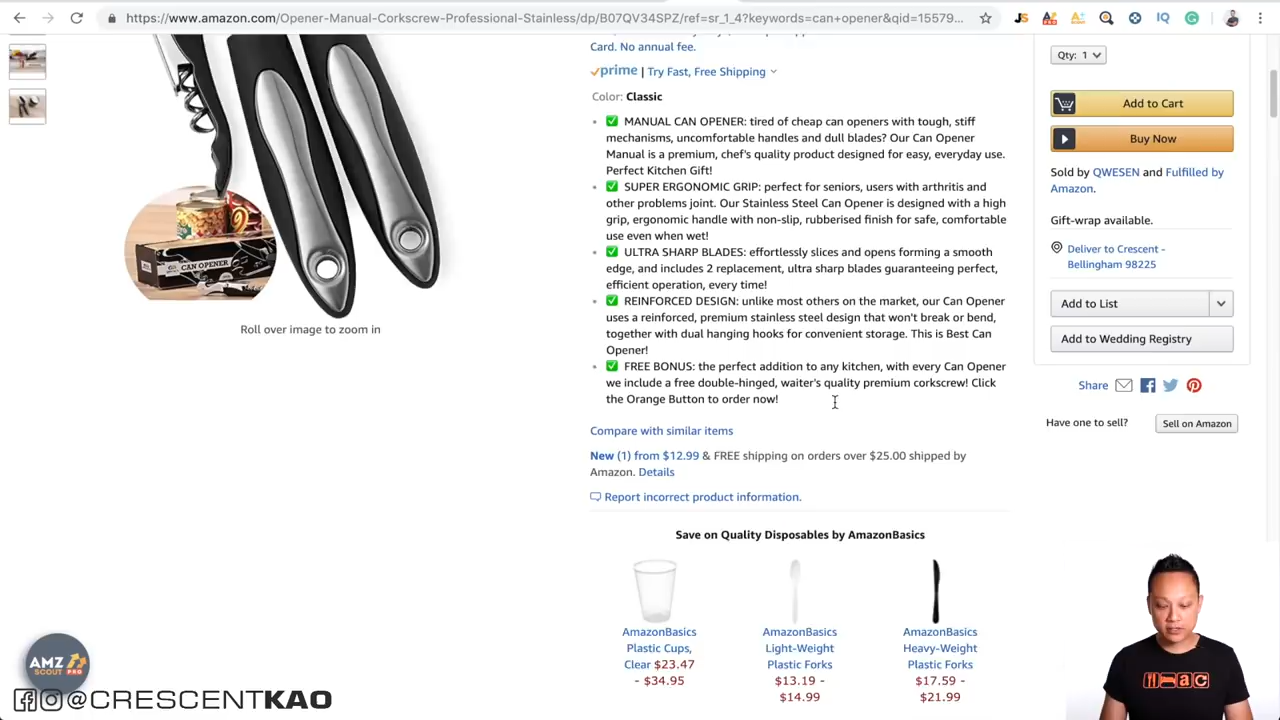 https://www.amazon.com/Opener-Manual-Corkscrew-Professional-Stainless/dp/B07QV34SPZ/ref=sr_1_4?keywords=can+opener&qid=15579...
JS
IQ
Card. No annual fee.
prime | Try Fast, Free Shipping
Color: Classic
MANUAL CAN OPENER: tired of cheap can openers with tough, stiff
mechanisms, uncomfortable handles and dull blades? Our Can Opener
Manual is a premium, chef's quality product designed for easy, everyday use.
Perfect Kitchen Gift!
SUPER ERGONOMIC GRIP: perfect for seniors, users with arthritis and
other problems joint. Our Stainless Steel Can Opener is designed with a high
grip, ergonomic handle with non-slip, rubberised finish for safe, comfortable
use even when wet!
ULTRA SHARP BLADES: effortlessly slices and opens forming a smooth
edge, and includes 2 replacement, ultra sharp blades guaranteeing perfect,
efficient operation, every time!
REINFORCED DESIGN: unlike most others on the market, our Can Opener
uses a reinforced, premium stainless steel design that won't break or bend,
together with dual hanging hooks for convenient storage. This is Best Can
Opener!
FREE BONUS: the perfect addition to any kitchen, with every Can Opener
we include a free double-hinged, waiter's quality premium corkscrew! Click
the Orange Button to order now!
Compare with similar items
New (1) from $12.99 & FREE shipping on orders over $25.00 shipped by
Amazon. Details
Report incorrect product information.
CAN OPENER
Roll over image to zoom in
Qty: 1
Add to Cart
Buy Now
Sold by QWESEN and Fulfilled by
Amazon.
Gift-wrap available.
Deliver to Crescent -
Bellingham 98225
Add to List
Add to Wedding Registry
Share
Have one to sell?
Sell on Amazon
Save on Quality Disposables by AmazonBasics
AmazonBasics
Plastic Cups,
Clear $23.47
- $34.95
AmazonBasics
Light-Weight
Plastic Forks
$13.19 -
$14.99
AmazonBasics
Heavy-Weight
Plastic Forks
$17.59 -
$21.99
AMZ
SCOUT PRO
@CRESCENTKAO